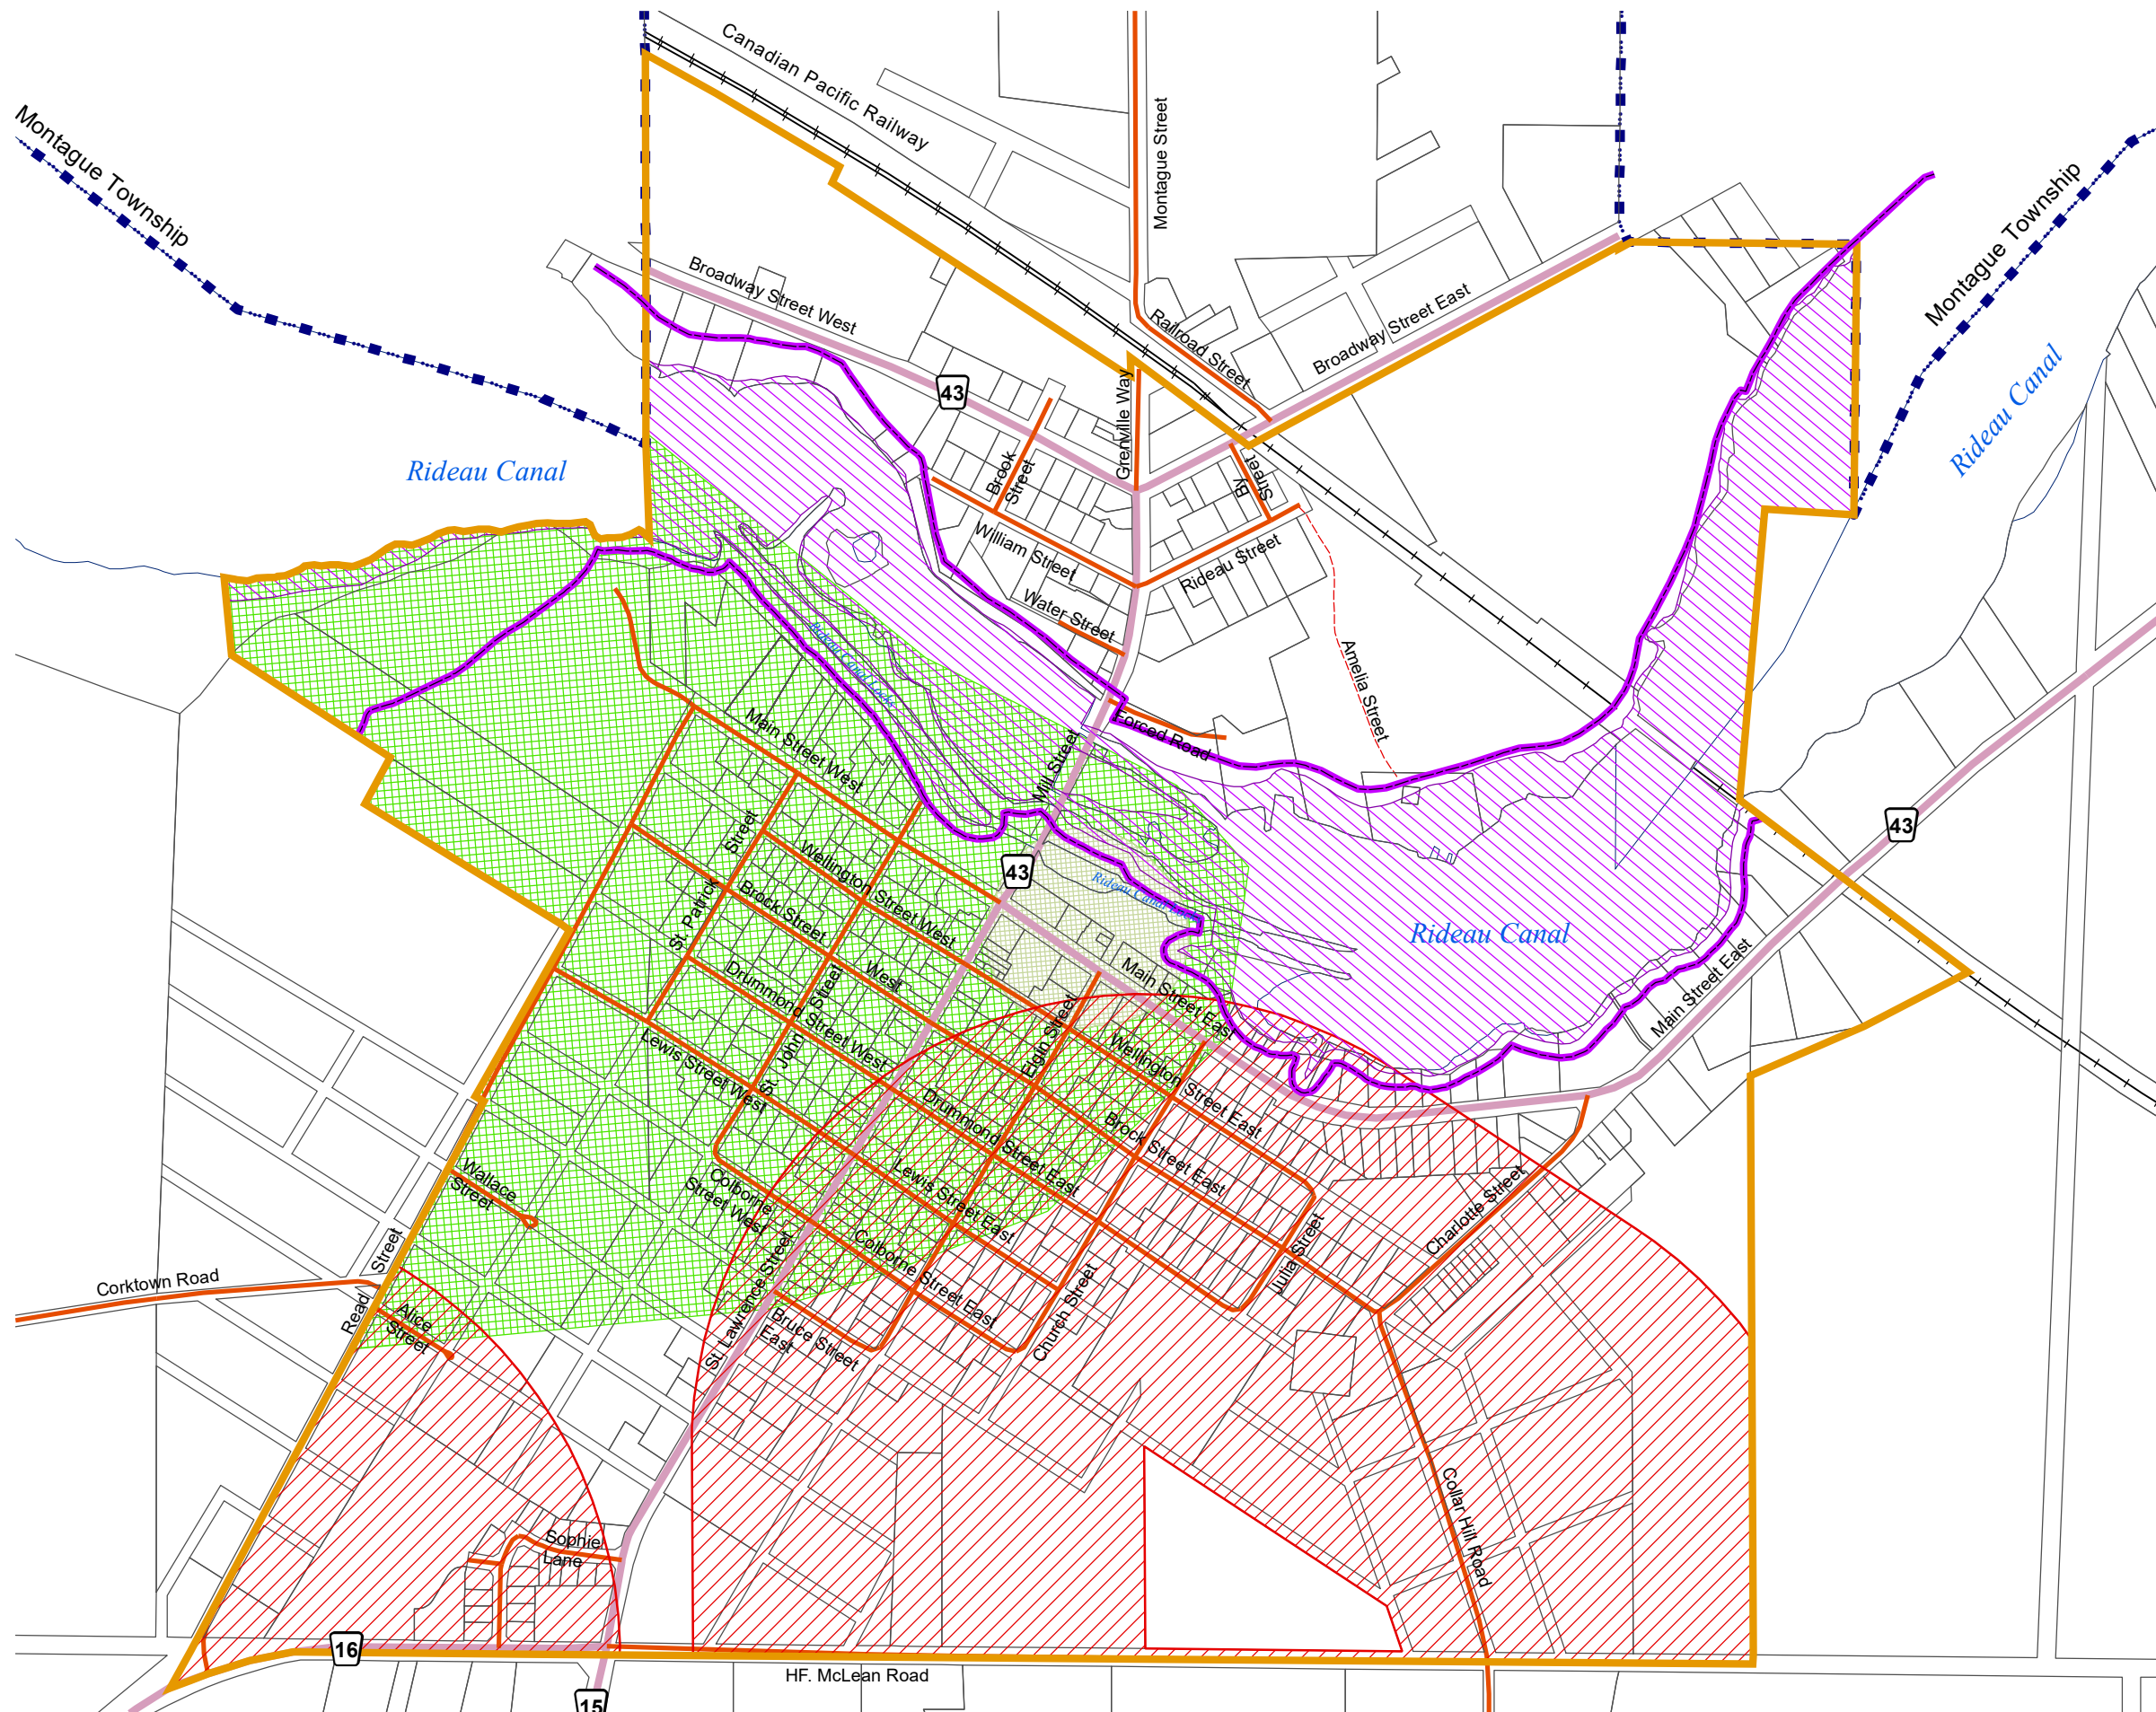 Canadian Pacific Railway
Montague Township
Montague Street
Montague Township
Broadway Street West
Railroad Street
Broadway Street East
43
Grenville Way
Rideau Canal
Rideau Canal
Brook
Street
By
Street
William Street
Rideau Street
Water Street
Rideau Canal Locks
Amelia Street
Forced Road
Main Street West
Mill Street
43
43
Street
St. Patrick
Wellington Street West
Brock Street
West
Rideau Canal
Rideau Canal
Main Street East
Main Street East
Drummond Street West
St. John Street
Elgin Street
Lewis Street West
Wellington Street East
Drummond Street East
Brock Street East
Wallace
Street
Colborne
Street West
Lewis Street East
Charlotte Street
Julia Street
Colborne Street East
St. Lawrence Street
Church Street
Corktown Road
Read Street
Alice
Street
Bruce Street
East
Collar Hill Road
Sophie
Lane
16
HF. McLean Road
15